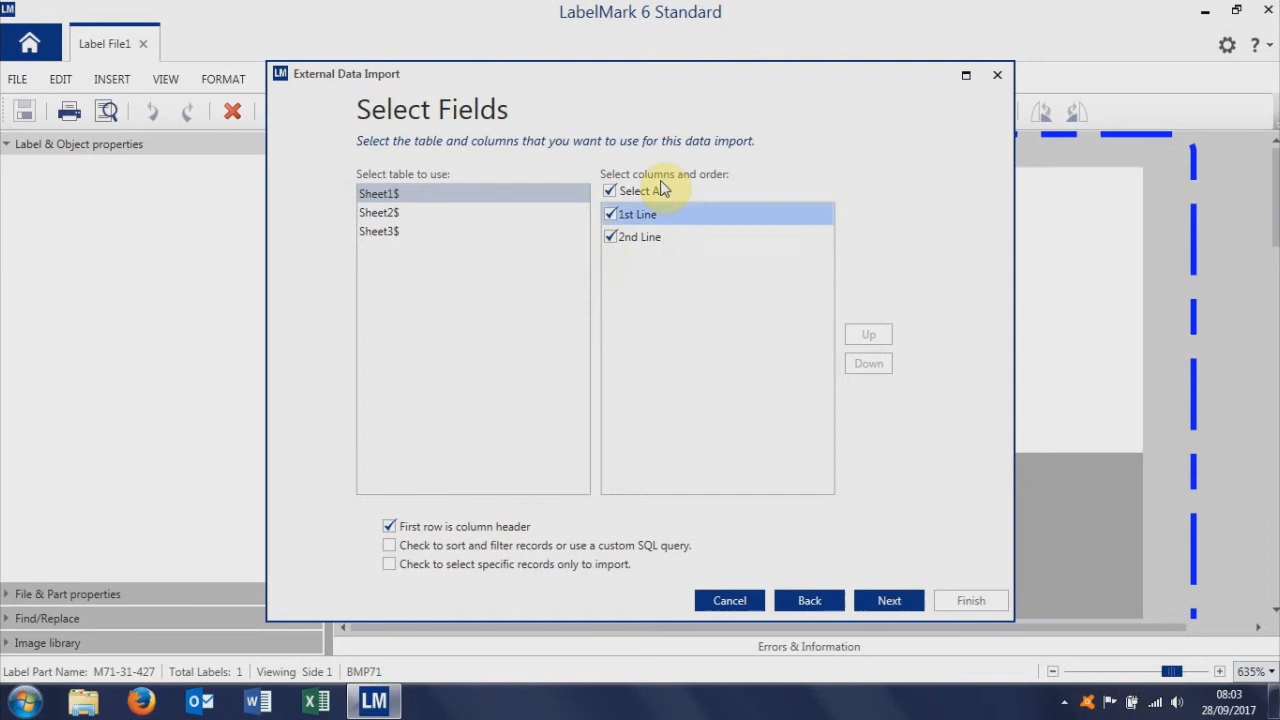 LM
LabelMark 6 Standard
Label File1
?
FILE
EDIT
INSERT
VIEW
FORMAT
LM External Data Import
Select Fields
Select the table and columns that you want to use for this data import.
Label & Object properties
Select table to use:
Sheet1$
Sheet2$
Sheet3$
Select columns and order:
Select A
1st Line
2nd Line
Up
Down
First row is column header
Check to sort and filter records or use a custom SQL query.
Check to select specific records only to import.
Cancel
Back
Next
Finish
File & Part properties
Find/Replace
Image library
Errors & Information
Label Part Name: M71-31-427
Total Labels: 1
Viewing Side 1
BMP71
635%
LM
08:03
28/09/2017